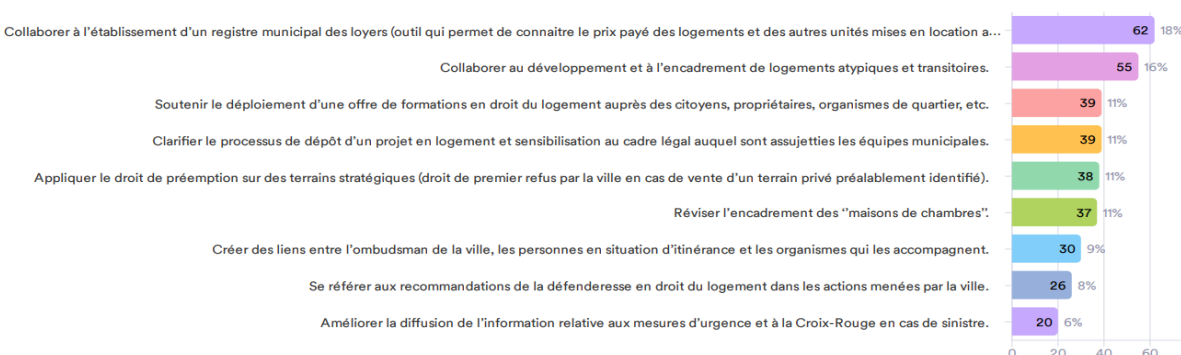 Collaborer à l'établissement d'un registre municipal des loyers (outil qui permet de connaitre le prix payé des logements et des autres unités mises en location a... 62 18%
Collaborer au développement et à l'encadrement de logements atypiques et transitoires. 55 16%
Soutenir le déploiement d'une offre de formations en droit du logement auprès des citoyens, propriétaires, organismes de quartier, etc. 39 11%
Clarifier le processus de dépôt d'un projet en logement et sensibilisation au cadre légal auquel sont assujetties les équipes municipales. 39 11%
Appliquer le droit de préemption sur des terrains stratégiques (droit de premier refus par la ville en cas de vente d'un terrain privé préalablement identifié). 38 11%
Réviser l'encadrement des ‘'maisons de chambres’'. 37 11%
Créer des liens entre l'ombudsman de la ville, les personnes en situation d'itinérance et les organismes qui les accompagnent. 30 9%
Se référer aux recommandations de la défenderesse en droit du logement dans les actions menées par la ville. 26 8%
Améliorer la diffusion de l'information relative aux mesures d'urgence et à la Croix-Rouge en cas de sinistre. 20 6%
0 20 40 60